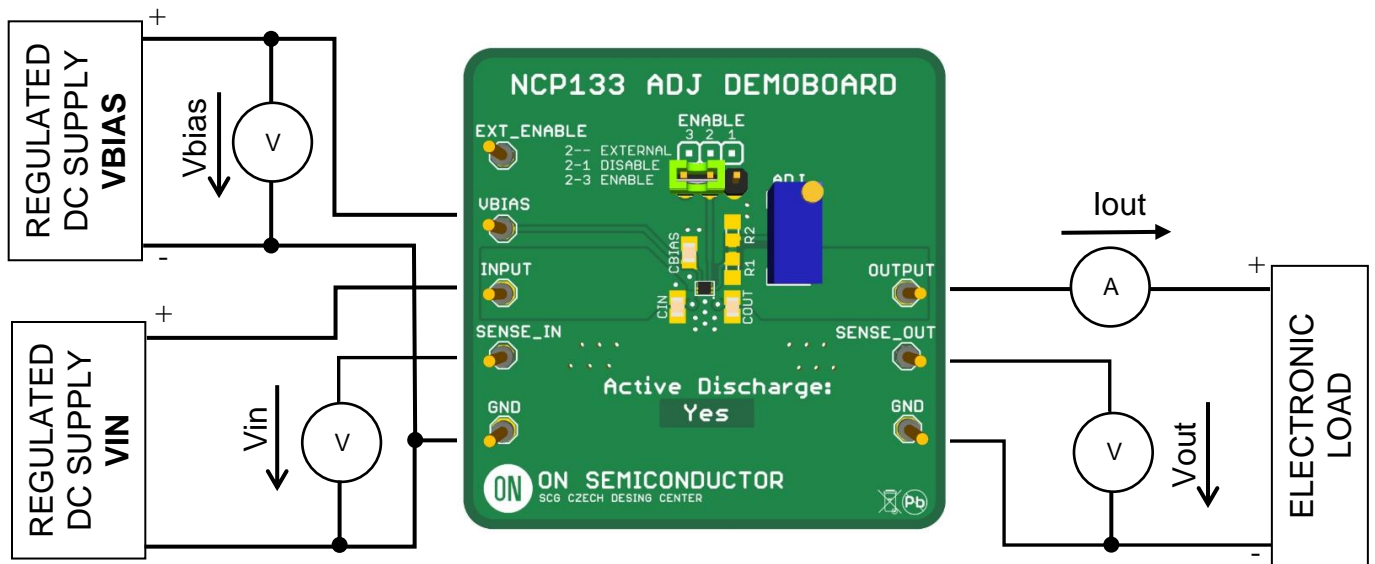 +
REGULATED
DC SUPPLY
VBIAS
-
Vbias
V
+
REGULATED
DC SUPPLY
VIN
Vin
V
NCP133 ADJ DEMOBOARD
ENABLE
3 2 1
EXT_ENABLE
2-- EXTERNAL
2-1 DISABLE
2-3 ENABLE
ADJ
VBIAS
CBIAS
R2
R1
INPUT
OUTPUT
CIN
COUT
SENSE_IN
SENSE_OUT
Active Discharge:
Yes
GND
GND
ON
ON SEMICONDUCTOR
SCG CZECH DESING CENTER
Pb
Iout
A
+
V
Vout
ELECTRONIC
LOAD
-